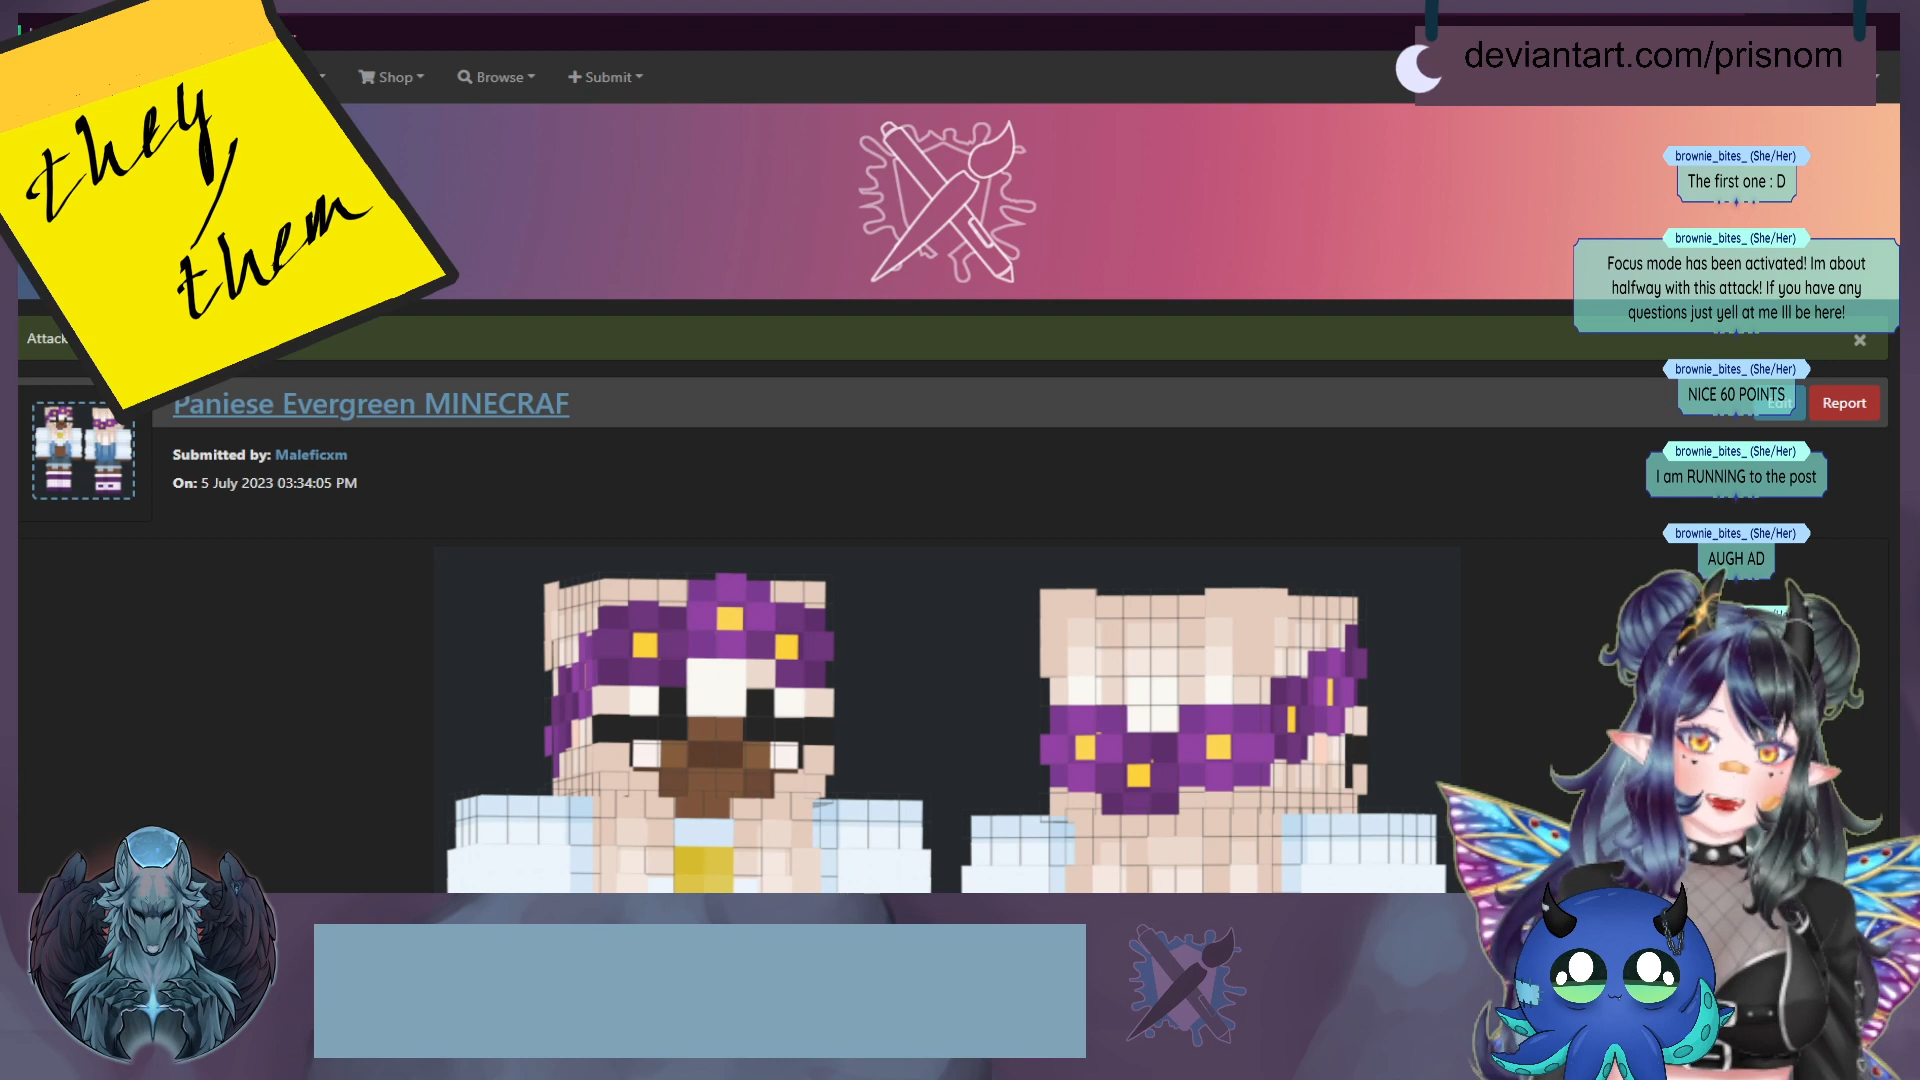 they
/
them
Shop
Browse
Submit
deviantart.com/prisnom
brownie_bites_ (She/Her)
The first one : D
brownie_bites_ (She/Her)
Focus mode has been activated! Im about
halfway with this attack! If you have any
questions just yell at me Ill be here!
Attack
×
brownie_bites_ (She/Her)
NICE 60 POINTS
Edit
Report
Paniese Evergreen MINECRAF
Submitted by: Maleficxm
On: 5 July 2023 03:34:05 PM
brownie_bites_ (She/Her)
I am RUNNING to the post
brownie_bites_ (She/Her)
AUGH AD